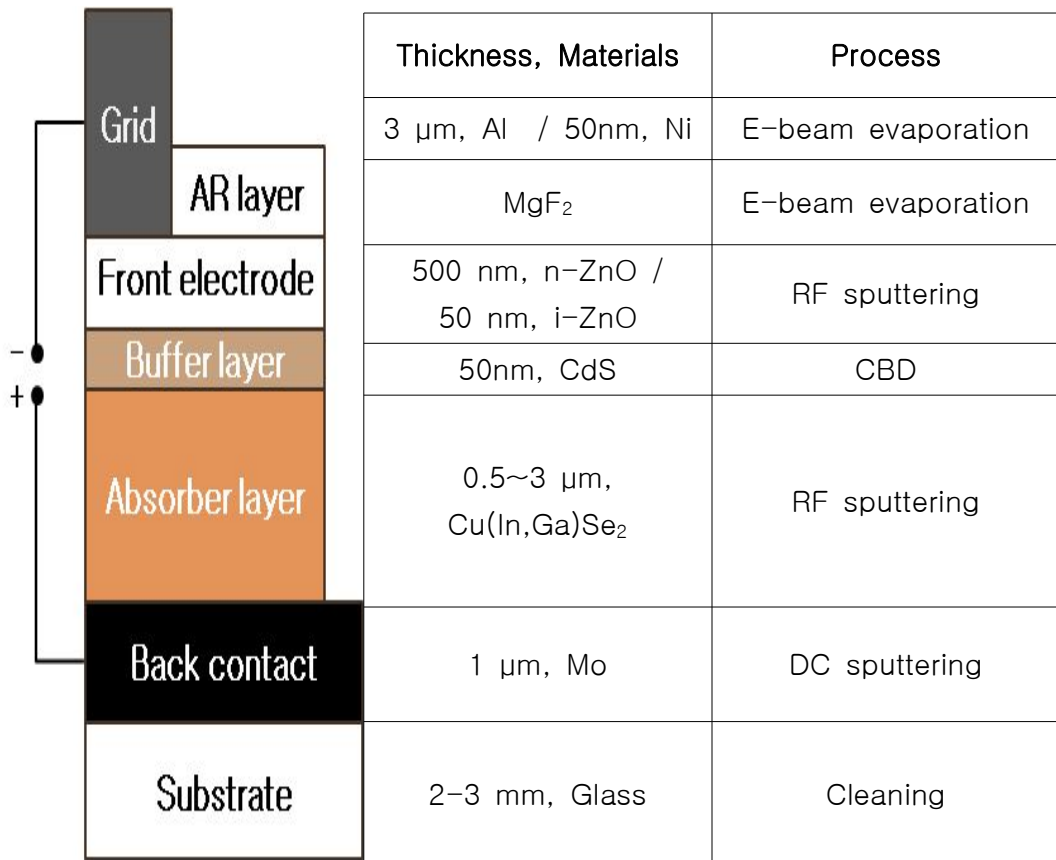 Thickness, Materials
Process
Grid
3 μm, Al / 50nm, Ni
E-beam evaporation
AR layer
MgF₂
E-beam evaporation
Front electrode
500 nm, n-ZnO /
50 nm, i-ZnO
RF sputtering
-
Buffer layer
50nm, CdS
CBD
+
Absorber layer
0.5~3 μm,
Cu(In,Ga)Se₂
RF sputtering
Back contact
1 μm, Mo
DC sputtering
Substrate
2-3 mm, Glass
Cleaning